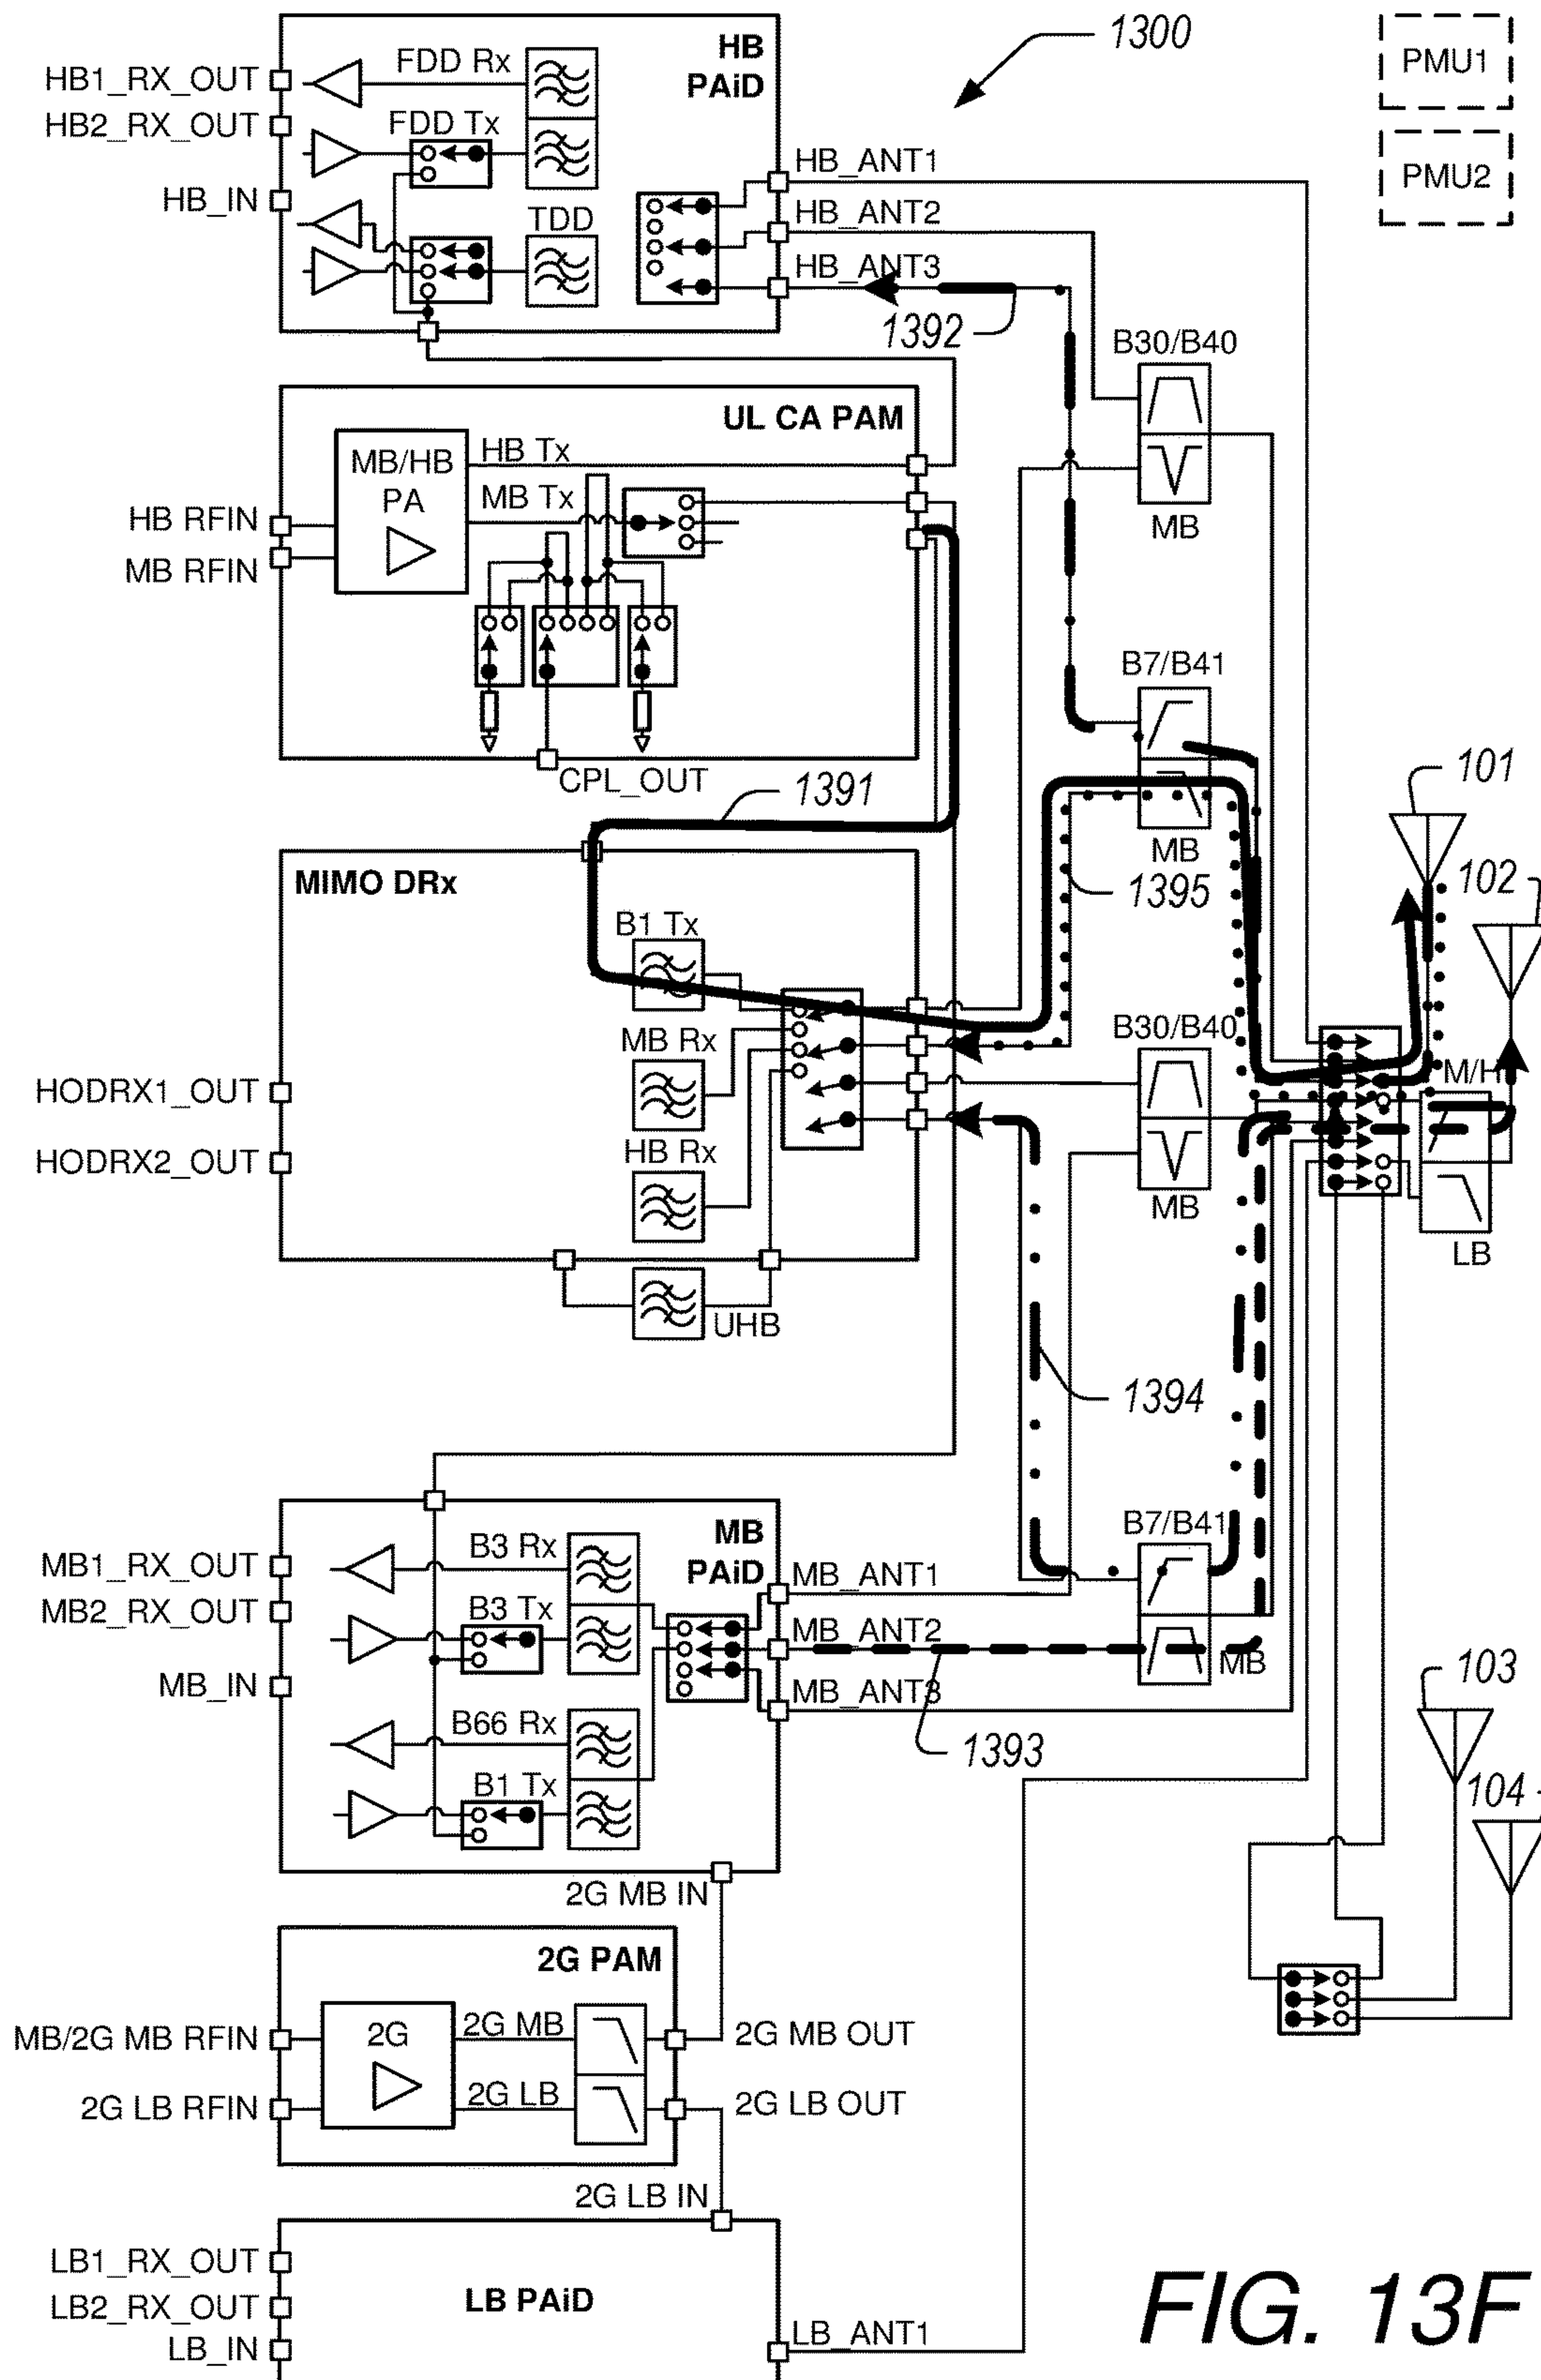 1300
PMU1
PMU2
HB
PAiD
FDD Rx
FDD Tx
TDD
HB1_RX_OUT
HB2_RX_OUT
HB_IN
HB_ANT1
HB_ANT2
HB_ANT3
1392
B30/B40
MB
UL CA PAM
MB/HB
PA
HB Tx
MB Tx
HB RFIN
MB RFIN
CPL_OUT
1391
B7/B41
MB
1395
101
102
MIMO DRx
B1 Tx
MB Rx
HB Rx
HODRX1_OUT
HODRX2_OUT
UHB
B30/B40
MB
M/H
LB
1394
MB
PAiD
B3 Rx
B3 Tx
B66 Rx
B1 Tx
MB1_RX_OUT
MB2_RX_OUT
MB_IN
MB_ANT1
MB_ANT2
MB_ANT3
B7/B41
MB
1393
103
104
2G MB IN
2G PAM
2G
2G MB
2G LB
MB/2G MB RFIN
2G LB RFIN
2G MB OUT
2G LB OUT
2G LB IN
LB PAiD
LB1_RX_OUT
LB2_RX_OUT
LB_IN
LB_ANT1
FIG. 13F